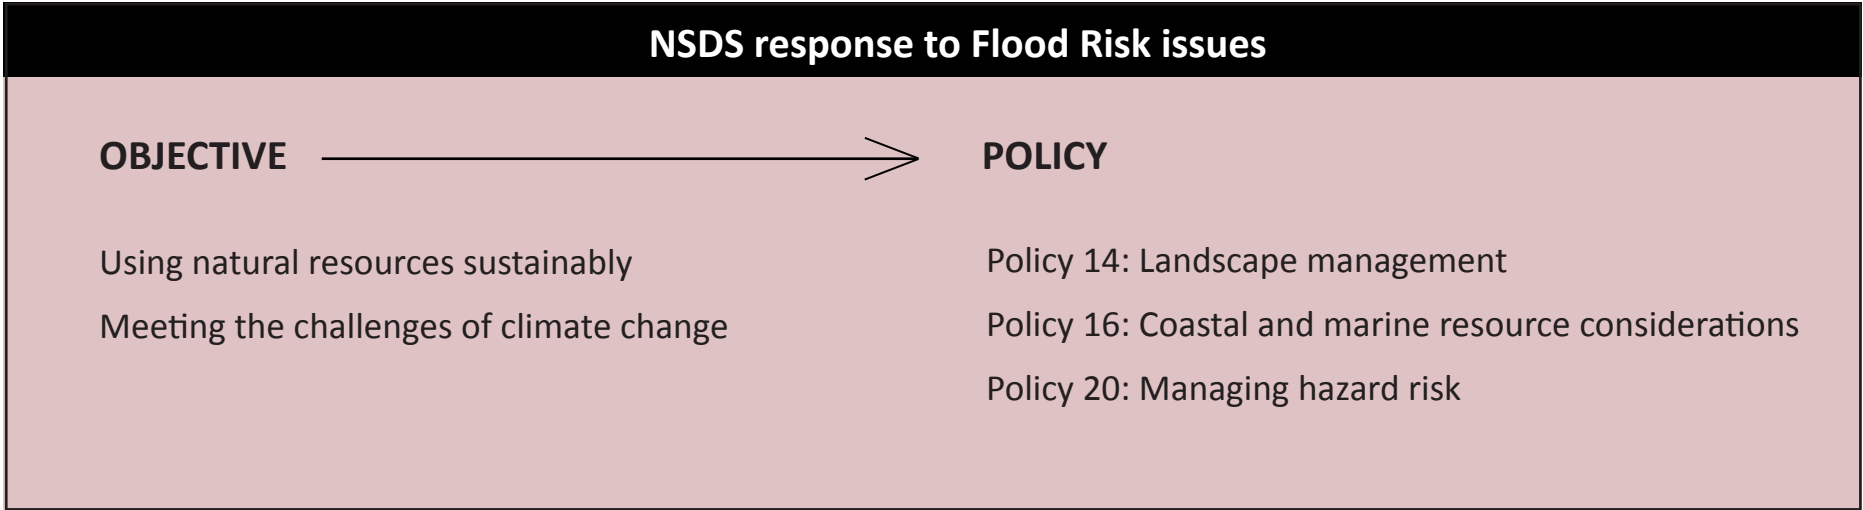 NSDS response to Flood Risk issues
OBJECTIVE
POLICY
Using natural resources sustainably
Meeting the challenges of climate change
Policy 14: Landscape management
Policy 16: Coastal and marine resource considerations
Policy 20: Managing hazard risk